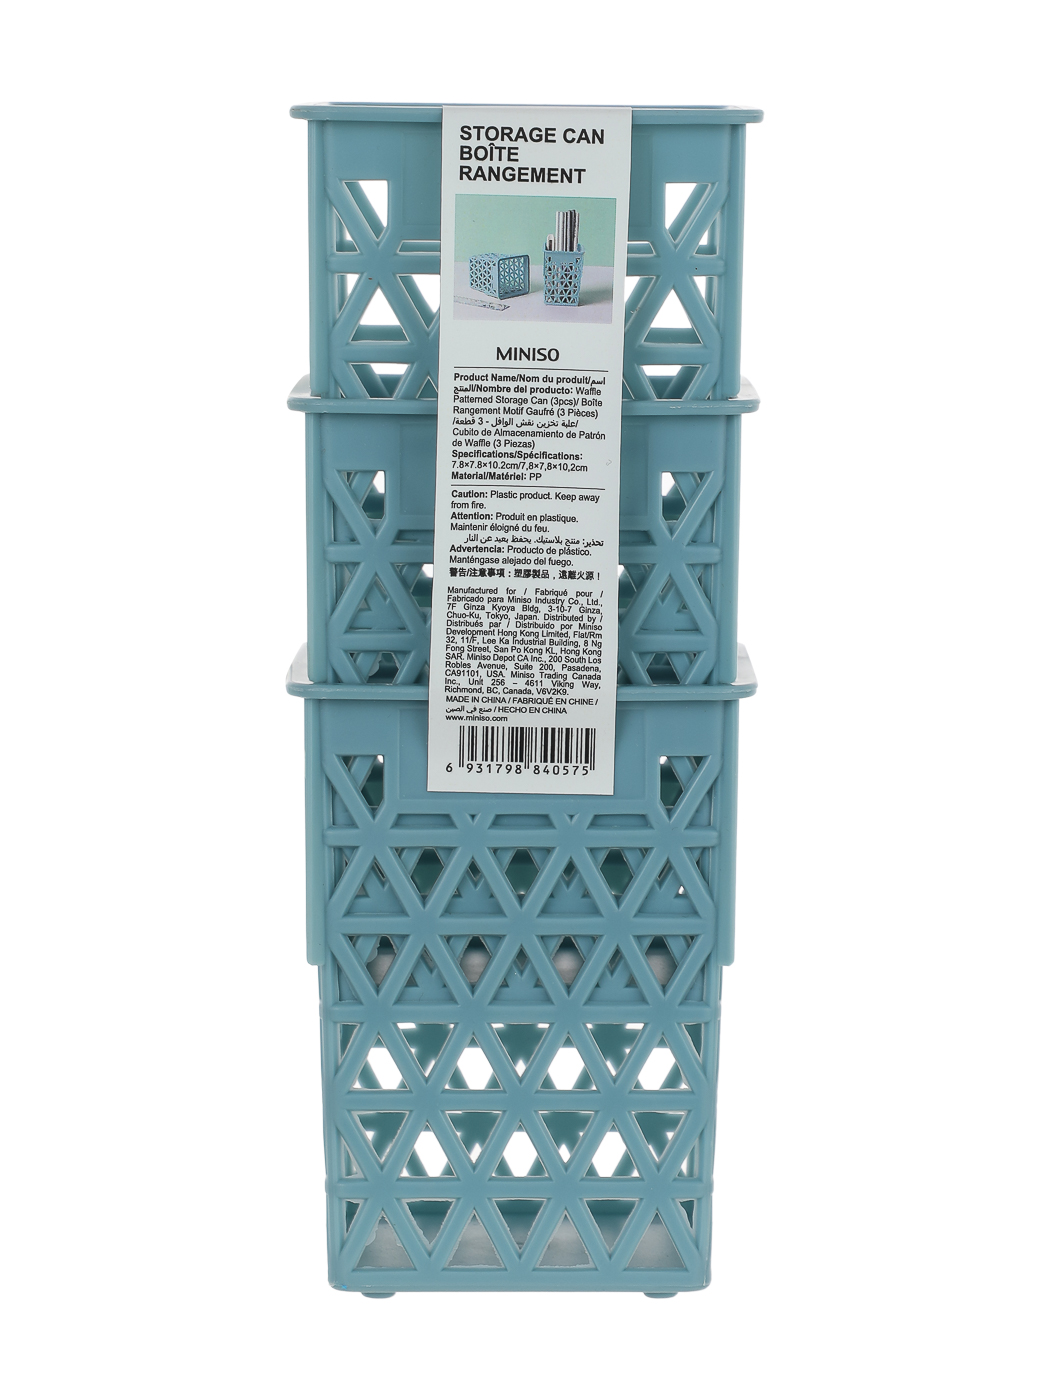 STORAGE CAN
BOÎTE
RANGEMENT
MINISO
Product Name/Nom du produit/اسم
المنتج/Nombre del producto: Waffle
Patterned Storage Can (3pcs)/ Boîte
Rangement Motif Gaufré (3 Pièces)
/علبة تخزين نقش الوافل - 3 قطعة/
Cubito de Almacenamiento de Patrón
de Waffle (3 Piezas)
Specifications/Spécifications:
7.8×7.8×10.2cm/7,8×7,8×10,2cm
Material/Matériel: PP
Caution: Plastic product. Keep away
from fire.
Attention: Produit en plastique.
Maintenir éloigné du feu.
تحذير: منتج بلاستيك. يحفظ بعيد عن النار
Advertencia: Producto de plástico.
Manténgase alejado del fuego.
警告/注意事項：塑膠製品，遠離火源！
Manufactured for / Fabriqué pour /
Fabricado para Miniso Industry Co., Ltd.,
7F Ginza Kyoya Bldg, 3-10-7 Ginza,
Chuo-Ku, Tokyo, Japan. Distributed by /
Distribués par / Distribuido por Miniso
Development Hong Kong Limited, Flat/Rm
32, 11/F, Lee Ka Industrial Building, 8 Ng
Fong Street, San Po Kong KL, Hong Kong
SAR. Miniso Depot CA Inc., 200 South Los
Robles Avenue, Suite 200, Pasadena,
CA91101, USA. Miniso Trading Canada
Inc., Unit 256 – 4611 Viking Way,
Richmond, BC, Canada, V6V2K9.
MADE IN CHINA / FABRIQUÉ EN CHINE /
صنع في الصين / HECHO EN CHINA
www.miniso.com
6 931798 840575